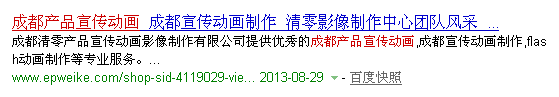 成都产品宣传动画_成都宣传动画制作_清零影像制作中心团队风采_...
成都清零产品宣传动画影像制作有限公司提供优秀的成都产品宣传动画,成都宣传动画制作,flas
h动画制作等专业服务。...
www.epweike.com/shop-sid-4119029-vie... 2013-08-29 - 百度快照